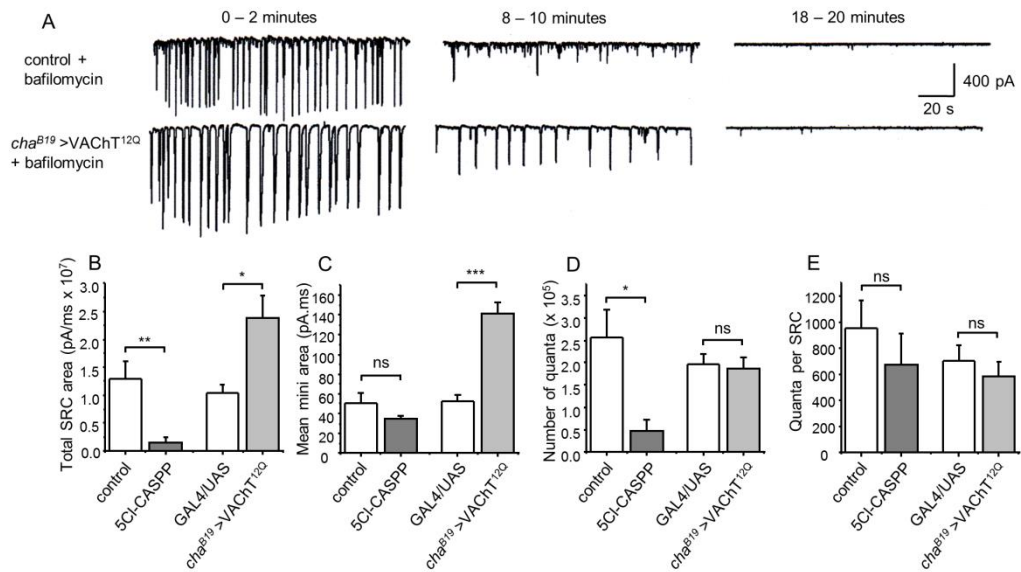 A
0 – 2 minutes
8 – 10 minutes
18 – 20 minutes
control +
bafilomycin
400 pA
20 s
chaᴮ¹⁹ >VAChT¹²Q
+ bafilomycin
B
Total SRC area (pA/ms x 10⁷)
3.0
2.5
2.0
1.5
1.0
0.5
0.0
**
*
control
5Cl-CASPP
GAL4/UAS
chaᴮ¹⁹ >VAChT¹²Q
C
Mean mini area (pA.ms)
160
140
120
100
80
60
40
20
0
ns
***
control
5Cl-CASPP
GAL4/UAS
chaᴮ¹⁹ >VAChT¹²Q
D
Number of quanta (x 10⁵)
3.5
3.0
2.5
2.0
1.5
1.0
0.5
0.0
*
ns
control
5Cl-CASPP
GAL4/UAS
chaᴮ¹⁹ >VAChT¹²Q
E
Quanta per SRC
1200
1000
800
600
400
200
0
ns
ns
control
5Cl-CASPP
GAL4/UAS
chaᴮ¹⁹ >VAChT¹²Q